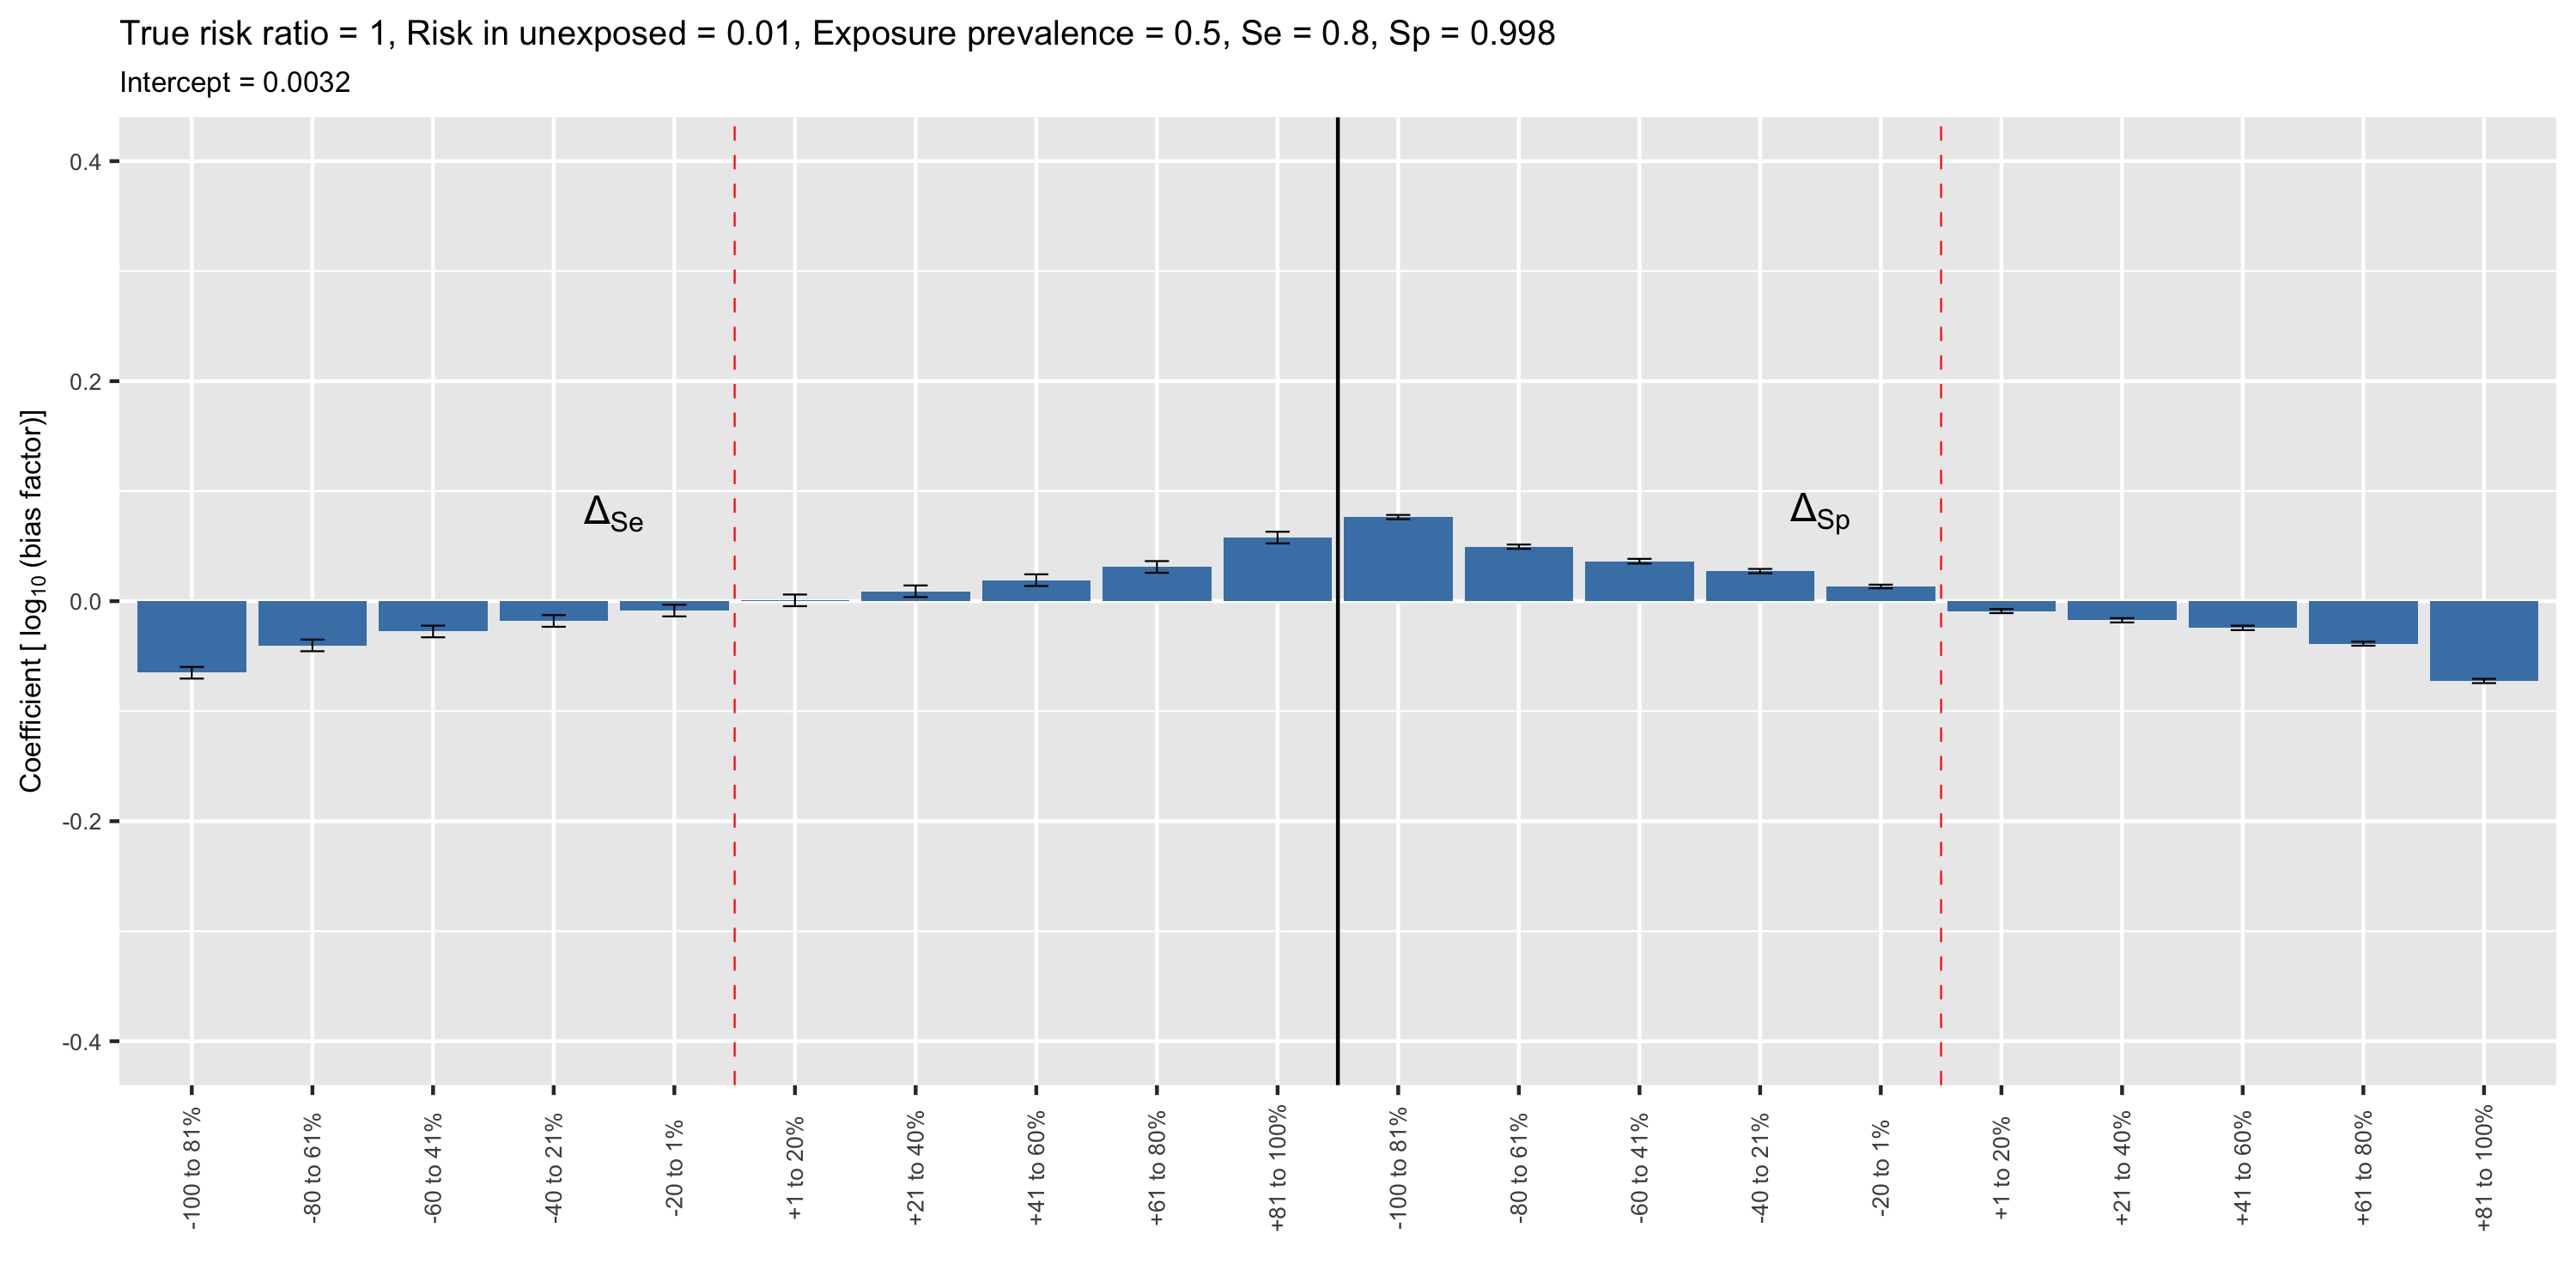 True risk ratio = 1, Risk in unexposed = 0.01, Exposure prevalence = 0.5, Se = 0.8, Sp = 0.998
Intercept = 0.0032
Coefficient [ log10 (bias factor)]
0.4
0.2
0.0
-0.2
-0.4
ΔSe
ΔSp
-100 to 81%
-80 to 61%
-60 to 41%
-40 to 21%
-20 to 1%
+1 to 20%
+21 to 40%
+41 to 60%
+61 to 80%
+81 to 100%
-100 to 81%
-80 to 61%
-60 to 41%
-40 to 21%
-20 to 1%
+1 to 20%
+21 to 40%
+41 to 60%
+61 to 80%
+81 to 100%